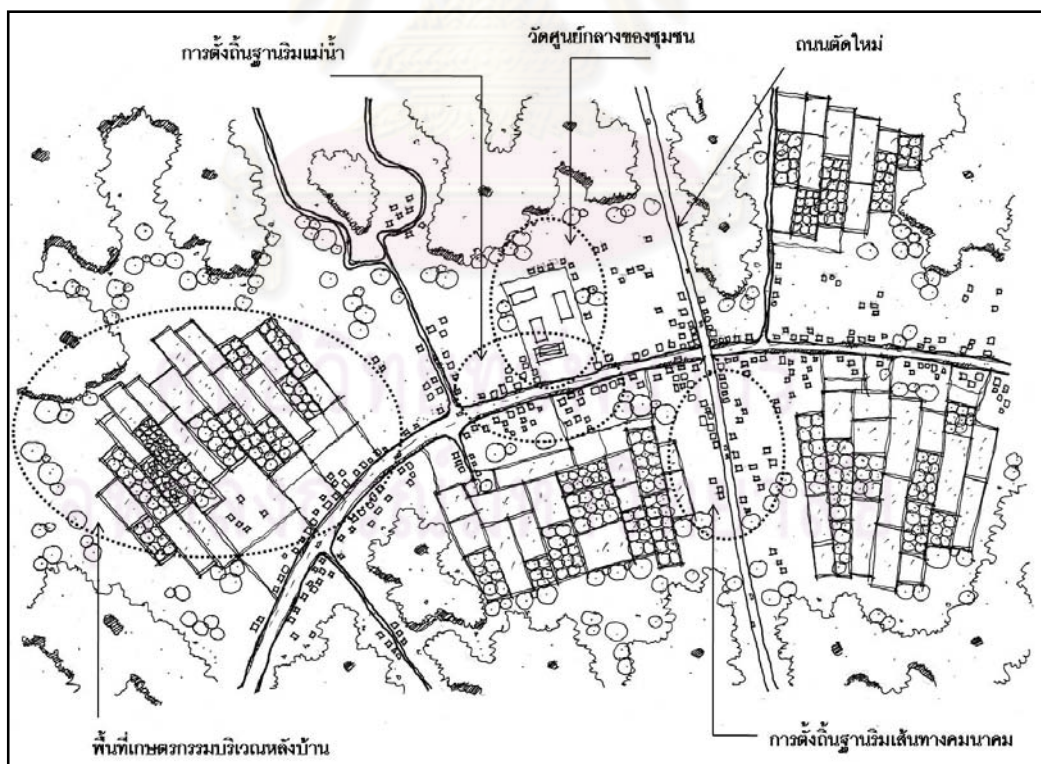 วัดศูนย์กลางของชุมชน
การตั้งถิ่นฐานริมแม่น้ำ
ถนนตัดใหม่
พื้นที่เกษตรกรรมบริเวณหลังบ้าน
การตั้งถิ่นฐานริมเส้นทางคมนาคม